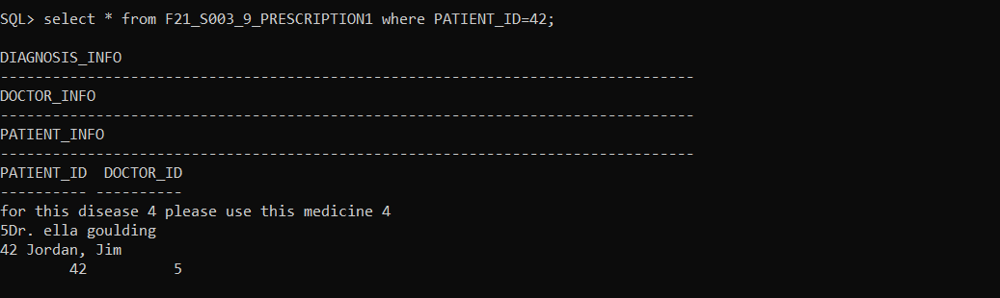 SQL> select * from F21_S003_9_PRESCRIPTION1 where PATIENT_ID=42;
DIAGNOSIS_INFO
--------------------------------------------------------------------------------
DOCTOR_INFO
--------------------------------------------------------------------------------
PATIENT_INFO
--------------------------------------------------------------------------------
PATIENT_ID  DOCTOR_ID
---------- ----------
for this disease 4 please use this medicine 4
5Dr. ella goulding
42 Jordan, Jim
        42          5